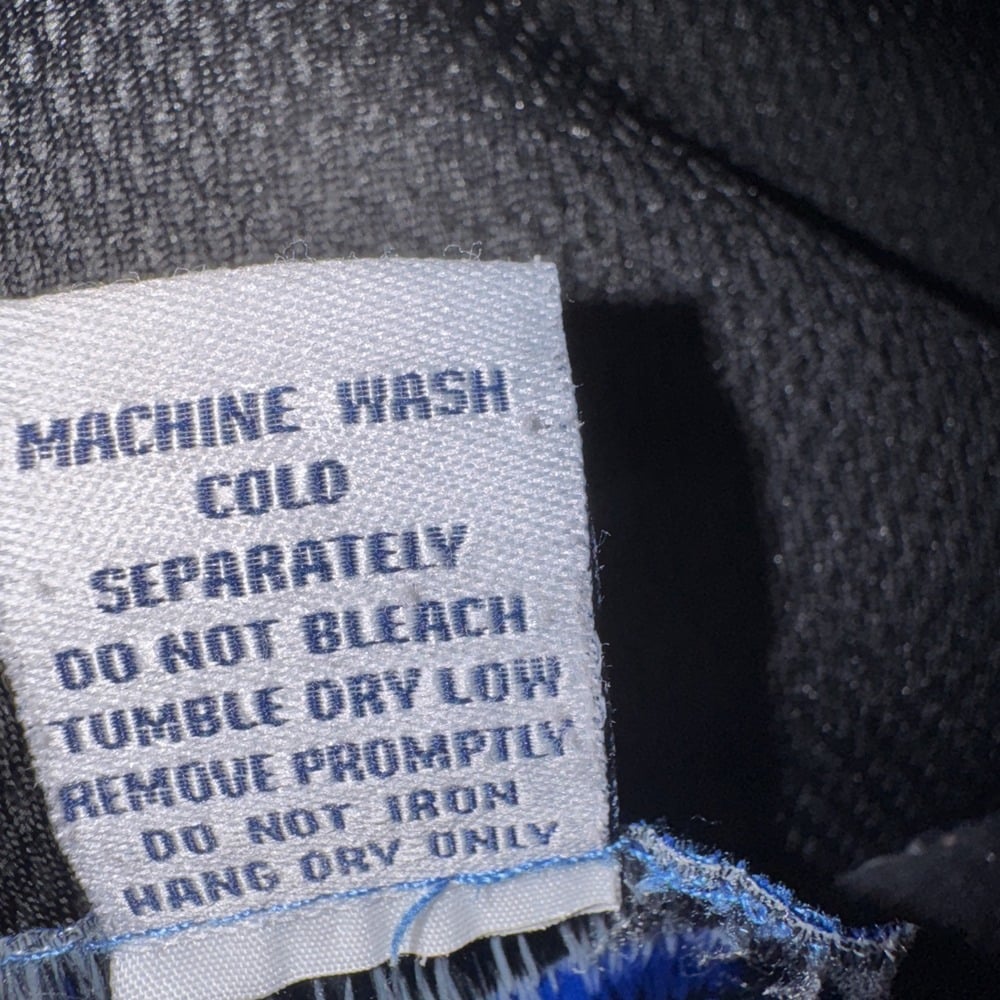 MACHINE WASH
COLD
SEPARATELY
DO NOT BLEACH
TUMBLE DRY LOW
REMOVE PROMPTLY
DO NOT IRON
HANG DRY ONLY